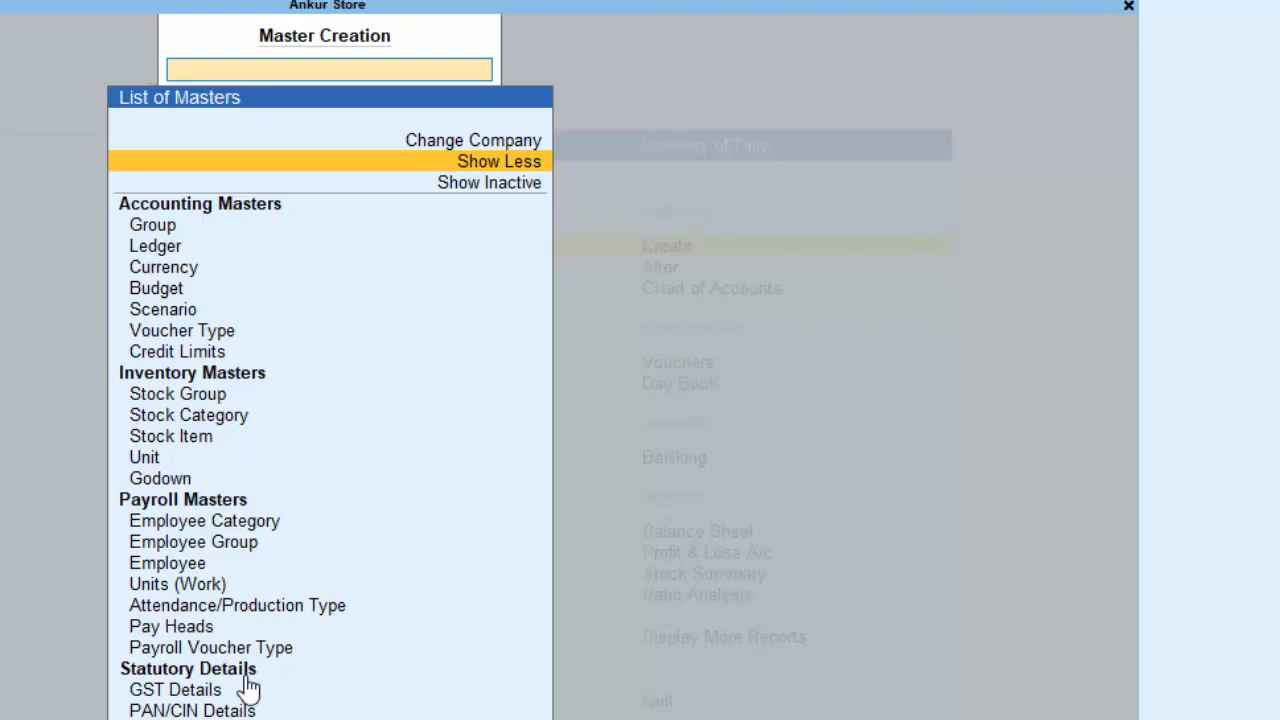 Ankur Store
Master Creation
List of Masters
Change Company
Show Less
Show Inactive
Accounting Masters
Group
Ledger
Currency
Budget
Scenario
Voucher Type
Credit Limits
Inventory Masters
Stock Group
Stock Category
Stock Item
Unit
Godown
Payroll Masters
Employee Category
Employee Group
Employee
Units (Work)
Attendance/Production Type
Pay Heads
Payroll Voucher Type
Statutory Details
GST Details
PAN/CIN Details
Gateway of Tally
Create
Alter
Chart of Accounts
Vouchers
Day Book
Banking
Balance Sheet
Profit & Loss A/c
Stock Summary
Ratio Analysis
Display More Reports
Quit